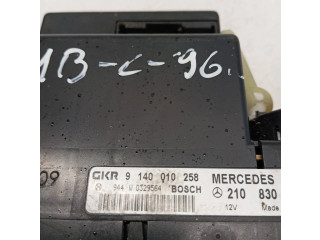 MB-C-96.
09
GKR 9 140 010 258 MERCEDES
944 W 0329564 BOSCH 210 830
12V Made